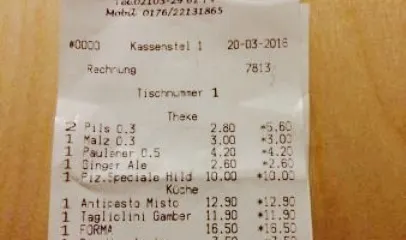 Mobil 0176/22131865
#0000 Kassenstel 1 20-03-2016
Rechnung 7813
Tischnummer 1
Theke
2 Pils 0.3 2.80 *5.60
1 Malz 0.3 3.00 *3.00
1 Paulaner 0.5 4.20 *4.20
1 Ginger Ale 2.60 *2.60
1 Piz.Speciale Hild 10.00 *10.00
Küche
1 Antipasto Misto 12.90 *12.90
1 Tagliolini Gamber 11.90 *11.90
1 FORMA 16.50 *16.50